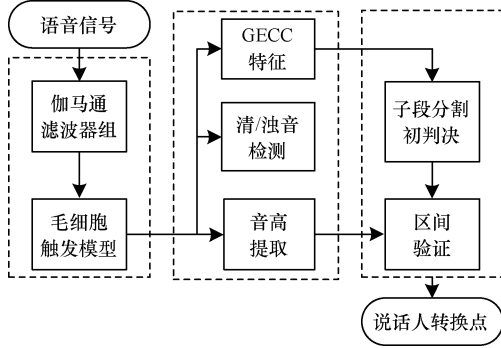 语音信号
伽马通
滤波器组
毛细胞
触发模型
GECC
特征
清/浊音
检测
音高
提取
子段分割
初判决
区间
验证
说话人转换点